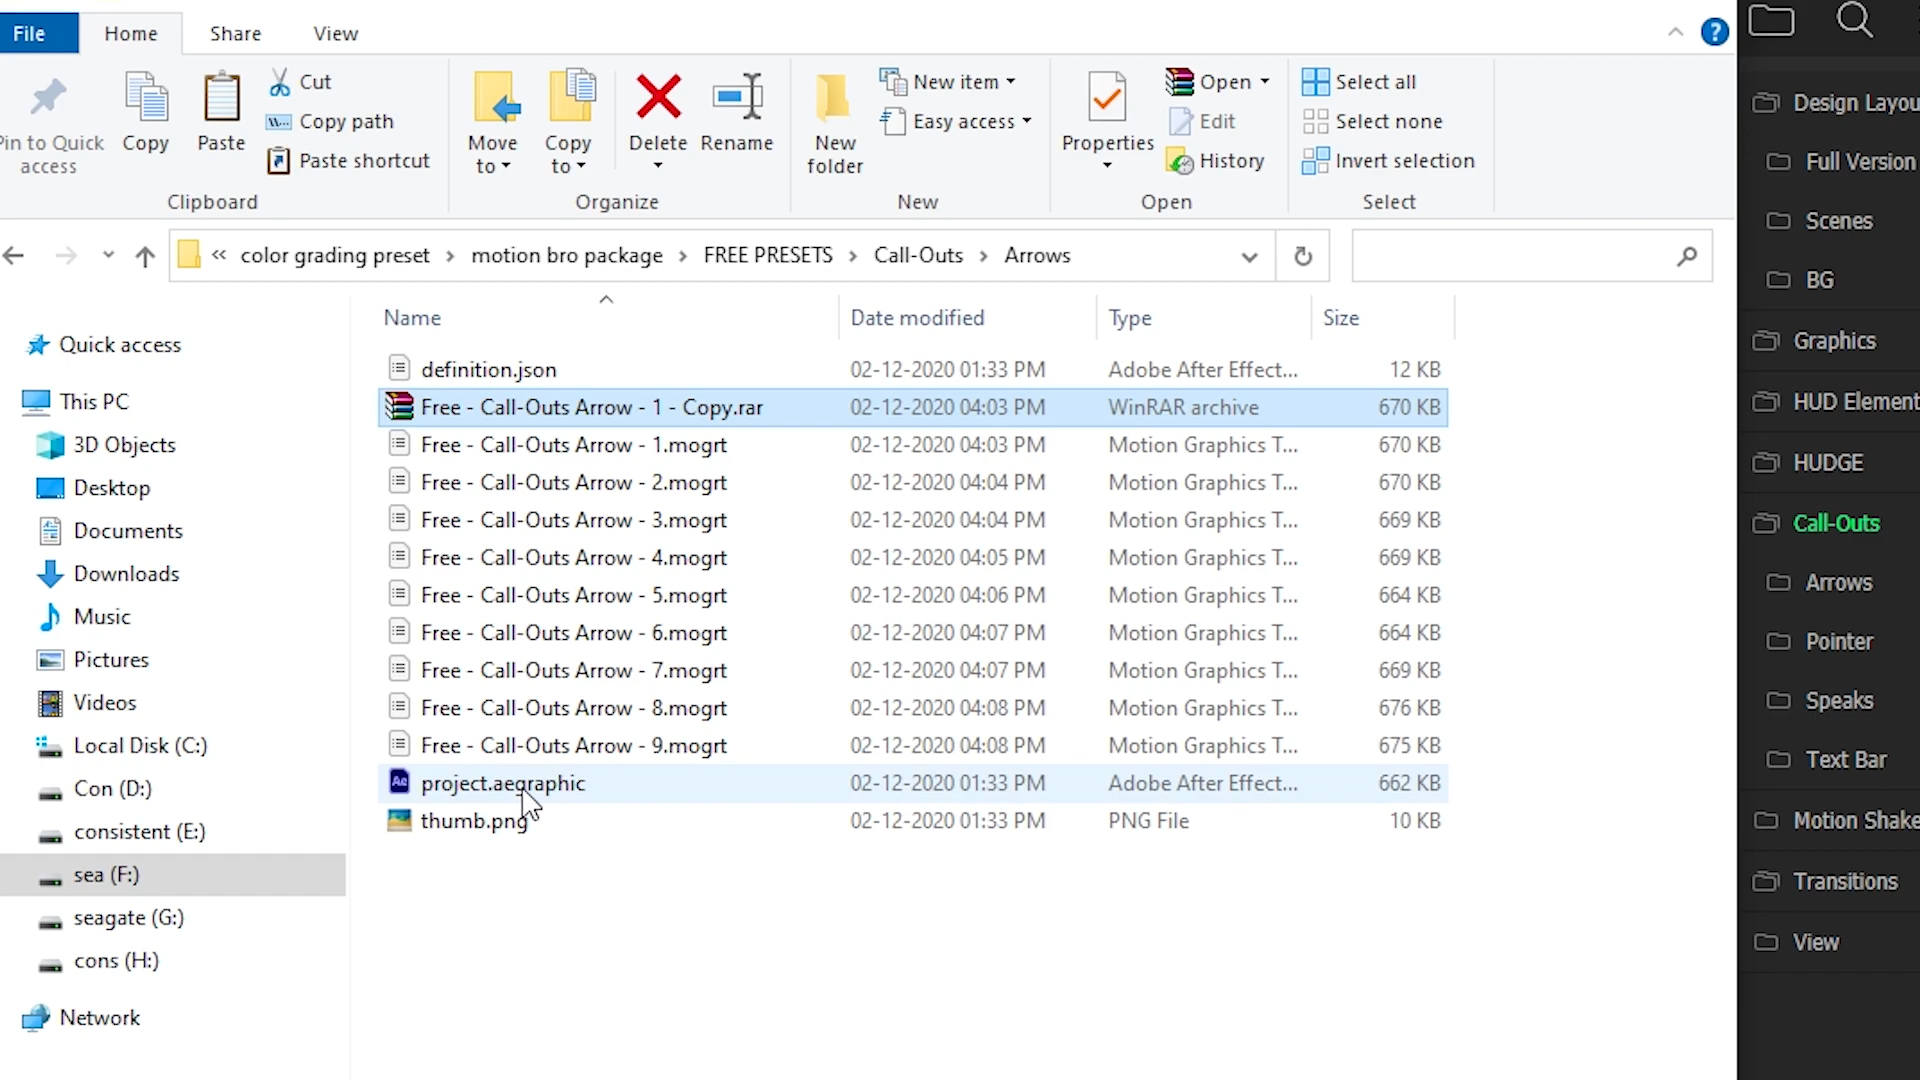 File
Home
Share
View
Pin to Quick access
Copy
Paste
Cut
Copy path
Paste shortcut
Clipboard
Move to
Copy to
Delete
Rename
Organize
New folder
New item
Easy access
New
Properties
Open
Edit
History
Open
Select all
Select none
Invert selection
Select
« color grading preset › motion bro package › FREE PRESETS › Call-Outs › Arrows
Quick access
This PC
3D Objects
Desktop
Documents
Downloads
Music
Pictures
Videos
Local Disk (C:)
Con (D:)
consistent (E:)
sea (F:)
seagate (G:)
cons (H:)
Network
Name Date modified Type Size
definition.json 02-12-2020 01:33 PM Adobe After Effect... 12 KB
Free - Call-Outs Arrow - 1 - Copy.rar 02-12-2020 04:03 PM WinRAR archive 670 KB
Free - Call-Outs Arrow - 1.mogrt 02-12-2020 04:03 PM Motion Graphics T... 670 KB
Free - Call-Outs Arrow - 2.mogrt 02-12-2020 04:04 PM Motion Graphics T... 670 KB
Free - Call-Outs Arrow - 3.mogrt 02-12-2020 04:04 PM Motion Graphics T... 669 KB
Free - Call-Outs Arrow - 4.mogrt 02-12-2020 04:05 PM Motion Graphics T... 669 KB
Free - Call-Outs Arrow - 5.mogrt 02-12-2020 04:06 PM Motion Graphics T... 664 KB
Free - Call-Outs Arrow - 6.mogrt 02-12-2020 04:07 PM Motion Graphics T... 664 KB
Free - Call-Outs Arrow - 7.mogrt 02-12-2020 04:07 PM Motion Graphics T... 669 KB
Free - Call-Outs Arrow - 8.mogrt 02-12-2020 04:08 PM Motion Graphics T... 676 KB
Free - Call-Outs Arrow - 9.mogrt 02-12-2020 04:08 PM Motion Graphics T... 675 KB
project.aegraphic 02-12-2020 01:33 PM Adobe After Effect... 662 KB
thumb.png 02-12-2020 01:33 PM PNG File 10 KB
Design Layou
Full Version
Scenes
BG
Graphics
HUD Element
HUDGE
Call-Outs
Arrows
Pointer
Speaks
Text Bar
Motion Shake
Transitions
View